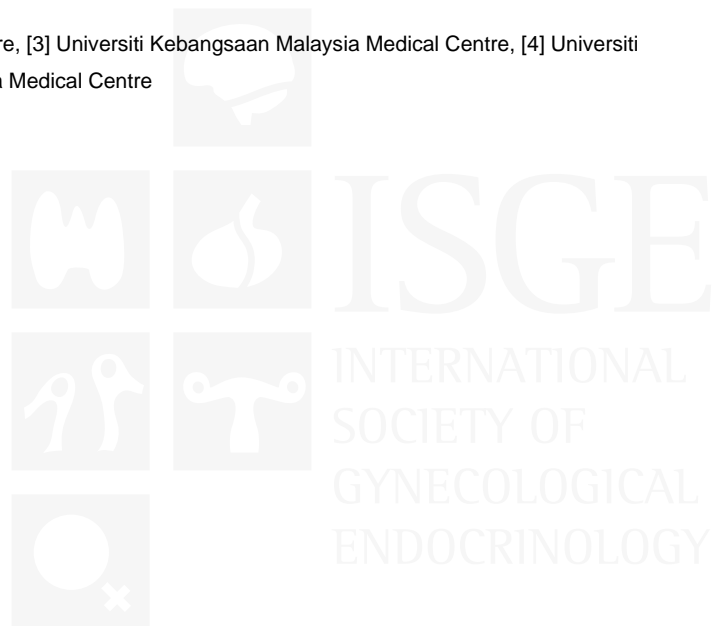 re, [3] Universiti Kebangsaan Malaysia Medical Centre, [4] Universiti
a Medical Centre
ISGE
INTERNATIONAL
SOCIETY OF
GYNECOLOGICAL
ENDOCRINOLOGY